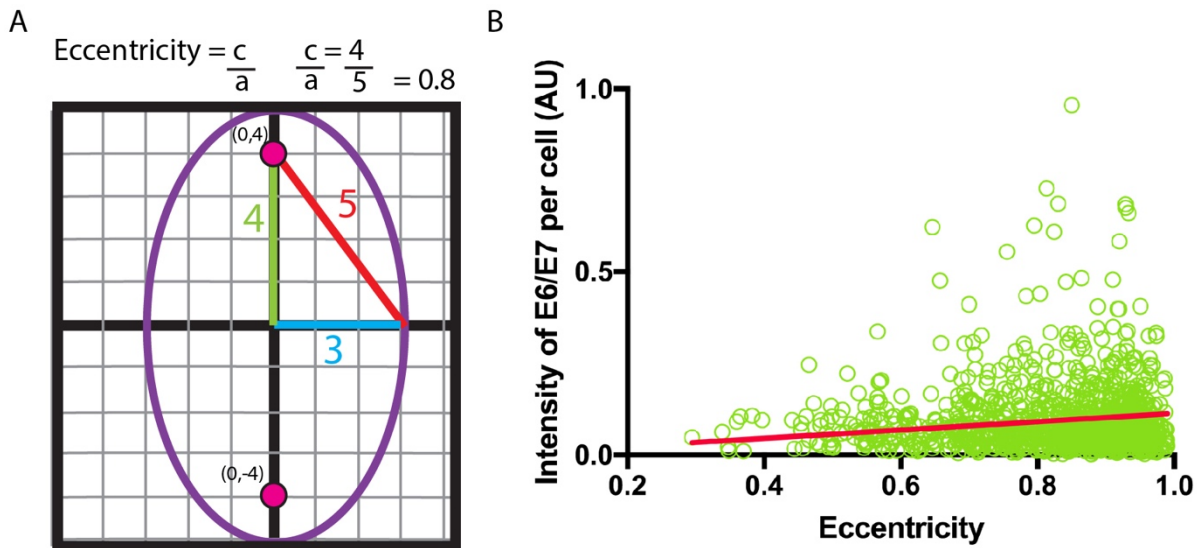 A
Eccentricity = c/a c/a = 4/5 = 0.8
(0,4)
4
5
3
(0,-4)
B
Intensity of E6/E7 per cell (AU)
1.0
0.5
0.0
0.2 0.4 0.6 0.8 1.0
Eccentricity